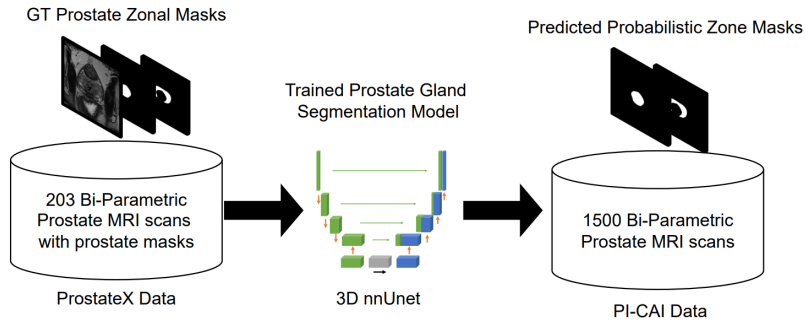 GT Prostate Zonal Masks
203 Bi-Parametric
Prostate MRI scans
with prostate masks
ProstateX Data
Trained Prostate Gland
Segmentation Model
3D nnUnet
Predicted Probabilistic Zone Masks
1500 Bi-Parametric
Prostate MRI scans
PI-CAI Data